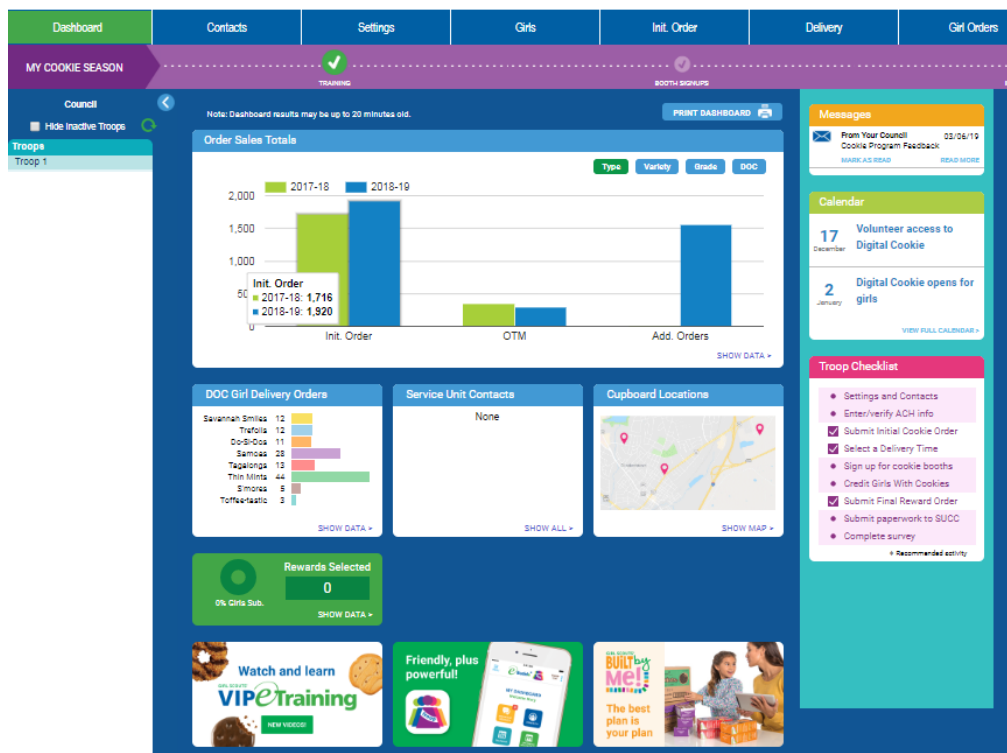 Dashboard
Contacts
Settings
Girls
Init. Order
Delivery
Girl Orders
MY COOKIE SEASON
TRAINING
BOOTH SIGNUPS
Council
Hide Inactive Troops
Troops
Troop 1
Note: Dashboard results may be up to 20 minutes old.
PRINT DASHBOARD
Order Sales Totals
Type
Variety
Grade
DOC
2017-18
2018-19
2,000
1,500
1,000
0
Init. Order
2017-18: 1,716
2018-19: 1,920
Init. Order
OTM
Add. Orders
SHOW DATA >
DOC Girl Delivery Orders
Savannah Smiles 12
Trefoils 12
Do-Si-Dos 11
Samoas 28
Tagalongs 13
Thin Mints 44
S'mores 5
Toffee-tastic 3
SHOW DATA >
Service Unit Contacts
None
SHOW ALL >
Cupboard Locations
SHOW MAP >
Rewards Selected
0
0% Girls Sub.
SHOW DATA >
Watch and learn
GIRL SCOUTS
VIP eTraining
NEW VIDEOS!
Friendly, plus
powerful!
MY DASHBOARD
GIRL SCOUTS
BUILT by
ME!
The best
plan is
your plan
Messages
From Your Council 03/06/19
Cookie Program Feedback
MARK AS READ
READ MORE
Calendar
17
December
Volunteer access to
Digital Cookie
2
January
Digital Cookie opens for
girls
VIEW FULL CALENDAR >
Troop Checklist
Settings and Contacts
Enter/verify ACH info
Submit Initial Cookie Order
Select a Delivery Time
Sign up for cookie booths
Credit Girls With Cookies
Submit Final Reward Order
Submit paperwork to SUCC
Complete survey
Recommended activity